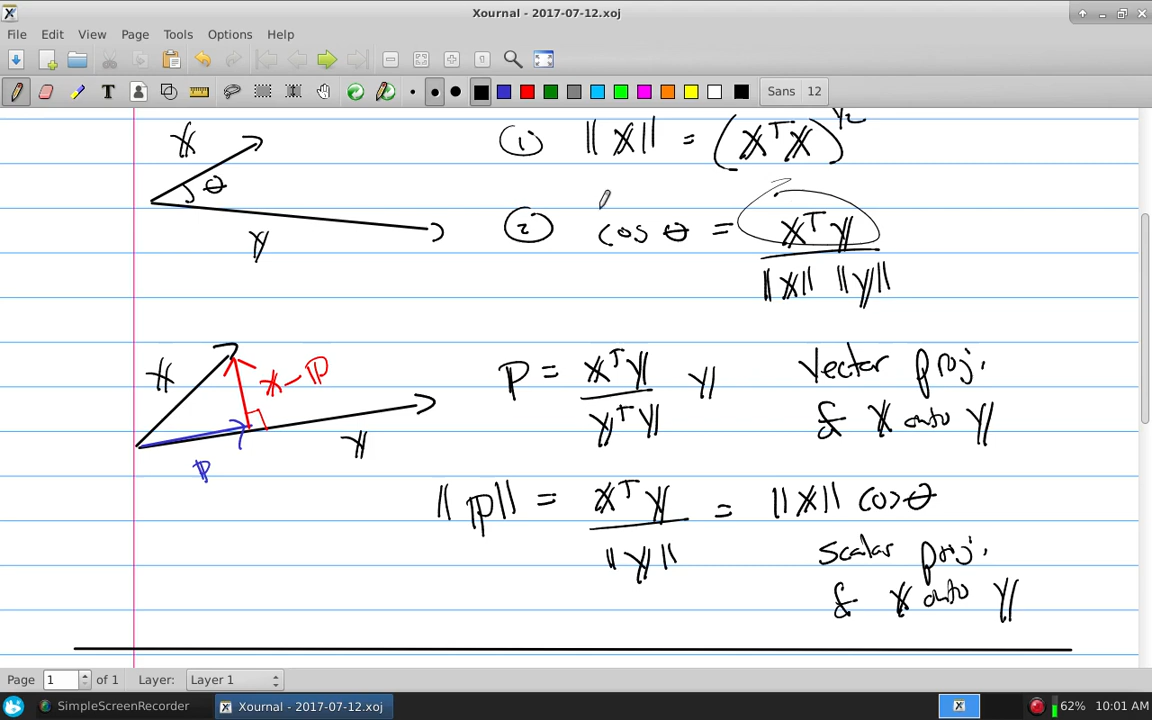 Xournal - 2017-07-12.xoj
File Edit View Page Tools Options Help
Sans 12
x
θ
y
① ‖x‖ = (xᵀx)^1/2
② cos θ = xᵀy / ‖x‖ ‖y‖
x
x-p
p
y
p = xᵀy / yᵀy y
vector proj.
of x onto y
‖p‖ = xᵀy / ‖y‖ = ‖x‖ cos θ
scalar proj.
of x onto y
Page 1 of 1 Layer: Layer 1
SimpleScreenRecorder Xournal - 2017-07-12.xoj 62% 10:01 AM